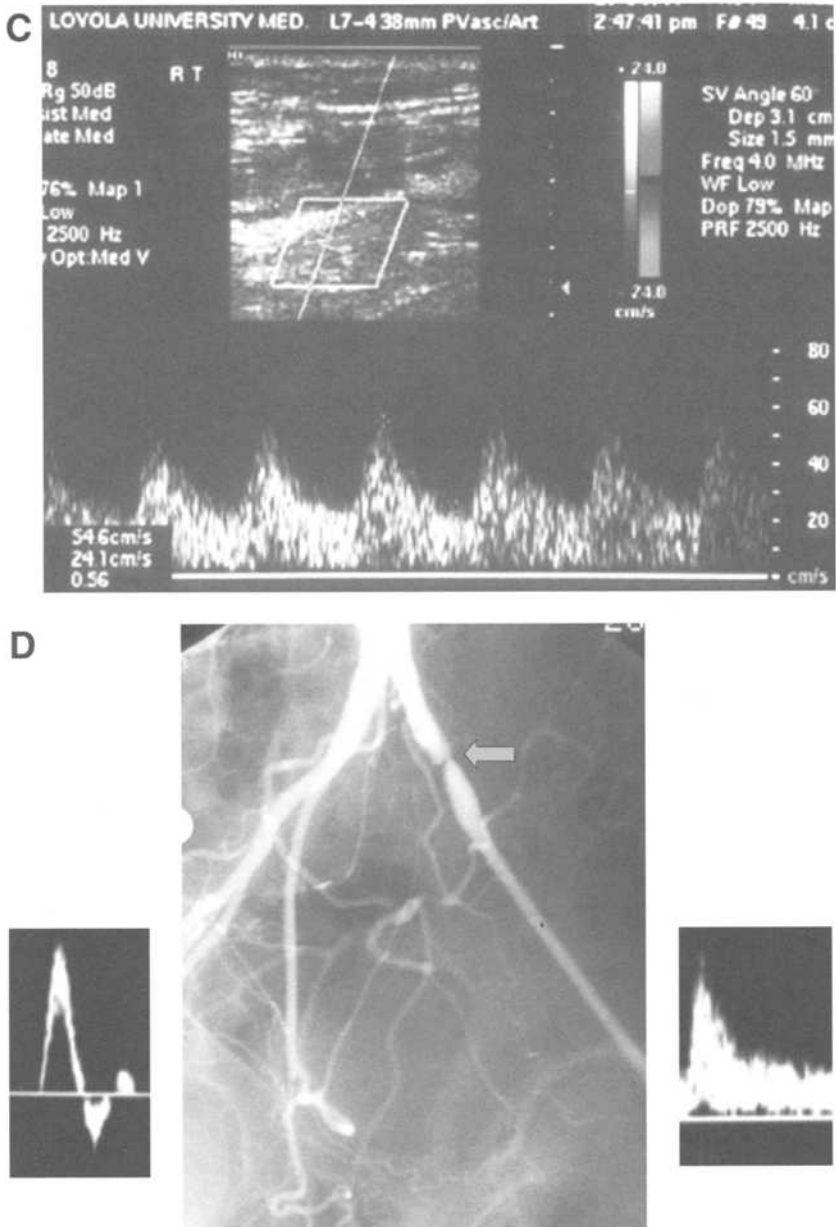 C
LOYOLA UNIVERSITY MED. L7-4 38mm PVasc/Art 2:47:41 pm F# 49 4.1 c
RT
B
Rg 50dB
ist Med
ate Med
76% Map 1
Low
2500 Hz
Opt:Med V
24.0
- 24.0
cm/s
SV Angle 60°
Dep 3.1 cm
Size 1.5 mm
Freq 4.0 MHz
WF Low
Dop 79% Map
PRF 2500 Hz
80
60
40
20
cm/s
54.6cm/s
24.1cm/s
0.56
D